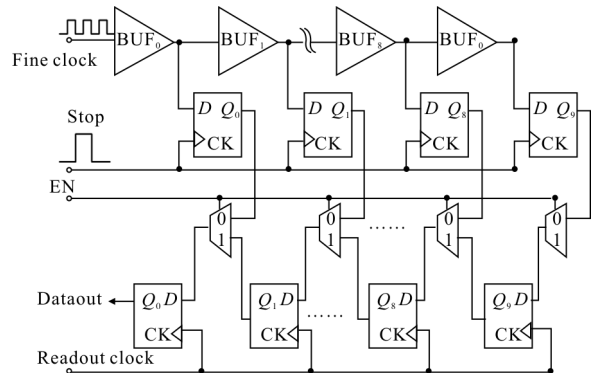 BUF₀ BUF₁ BUF₈ BUF₀
Fine clock
D Q₀ D Q₁ D Q₈ D Q₉
Stop
CK CK CK CK
EN
0 0 0 0
1 1 …… 1 1
Dataout Q₀ D Q₁ D Q₈ D Q₉ D
……
CK CK CK CK
Readout clock